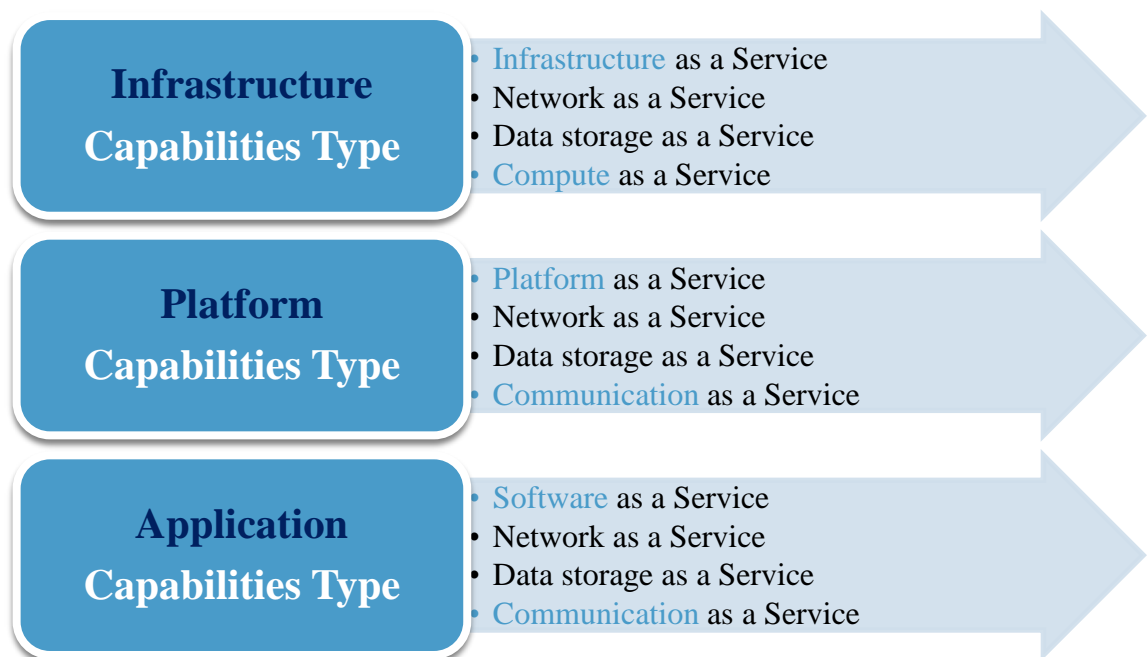 Infrastructure
Capabilities Type
• Infrastructure as a Service
• Network as a Service
• Data storage as a Service
• Compute as a Service
Platform
Capabilities Type
• Platform as a Service
• Network as a Service
• Data storage as a Service
• Communication as a Service
Application
Capabilities Type
• Software as a Service
• Network as a Service
• Data storage as a Service
• Communication as a Service